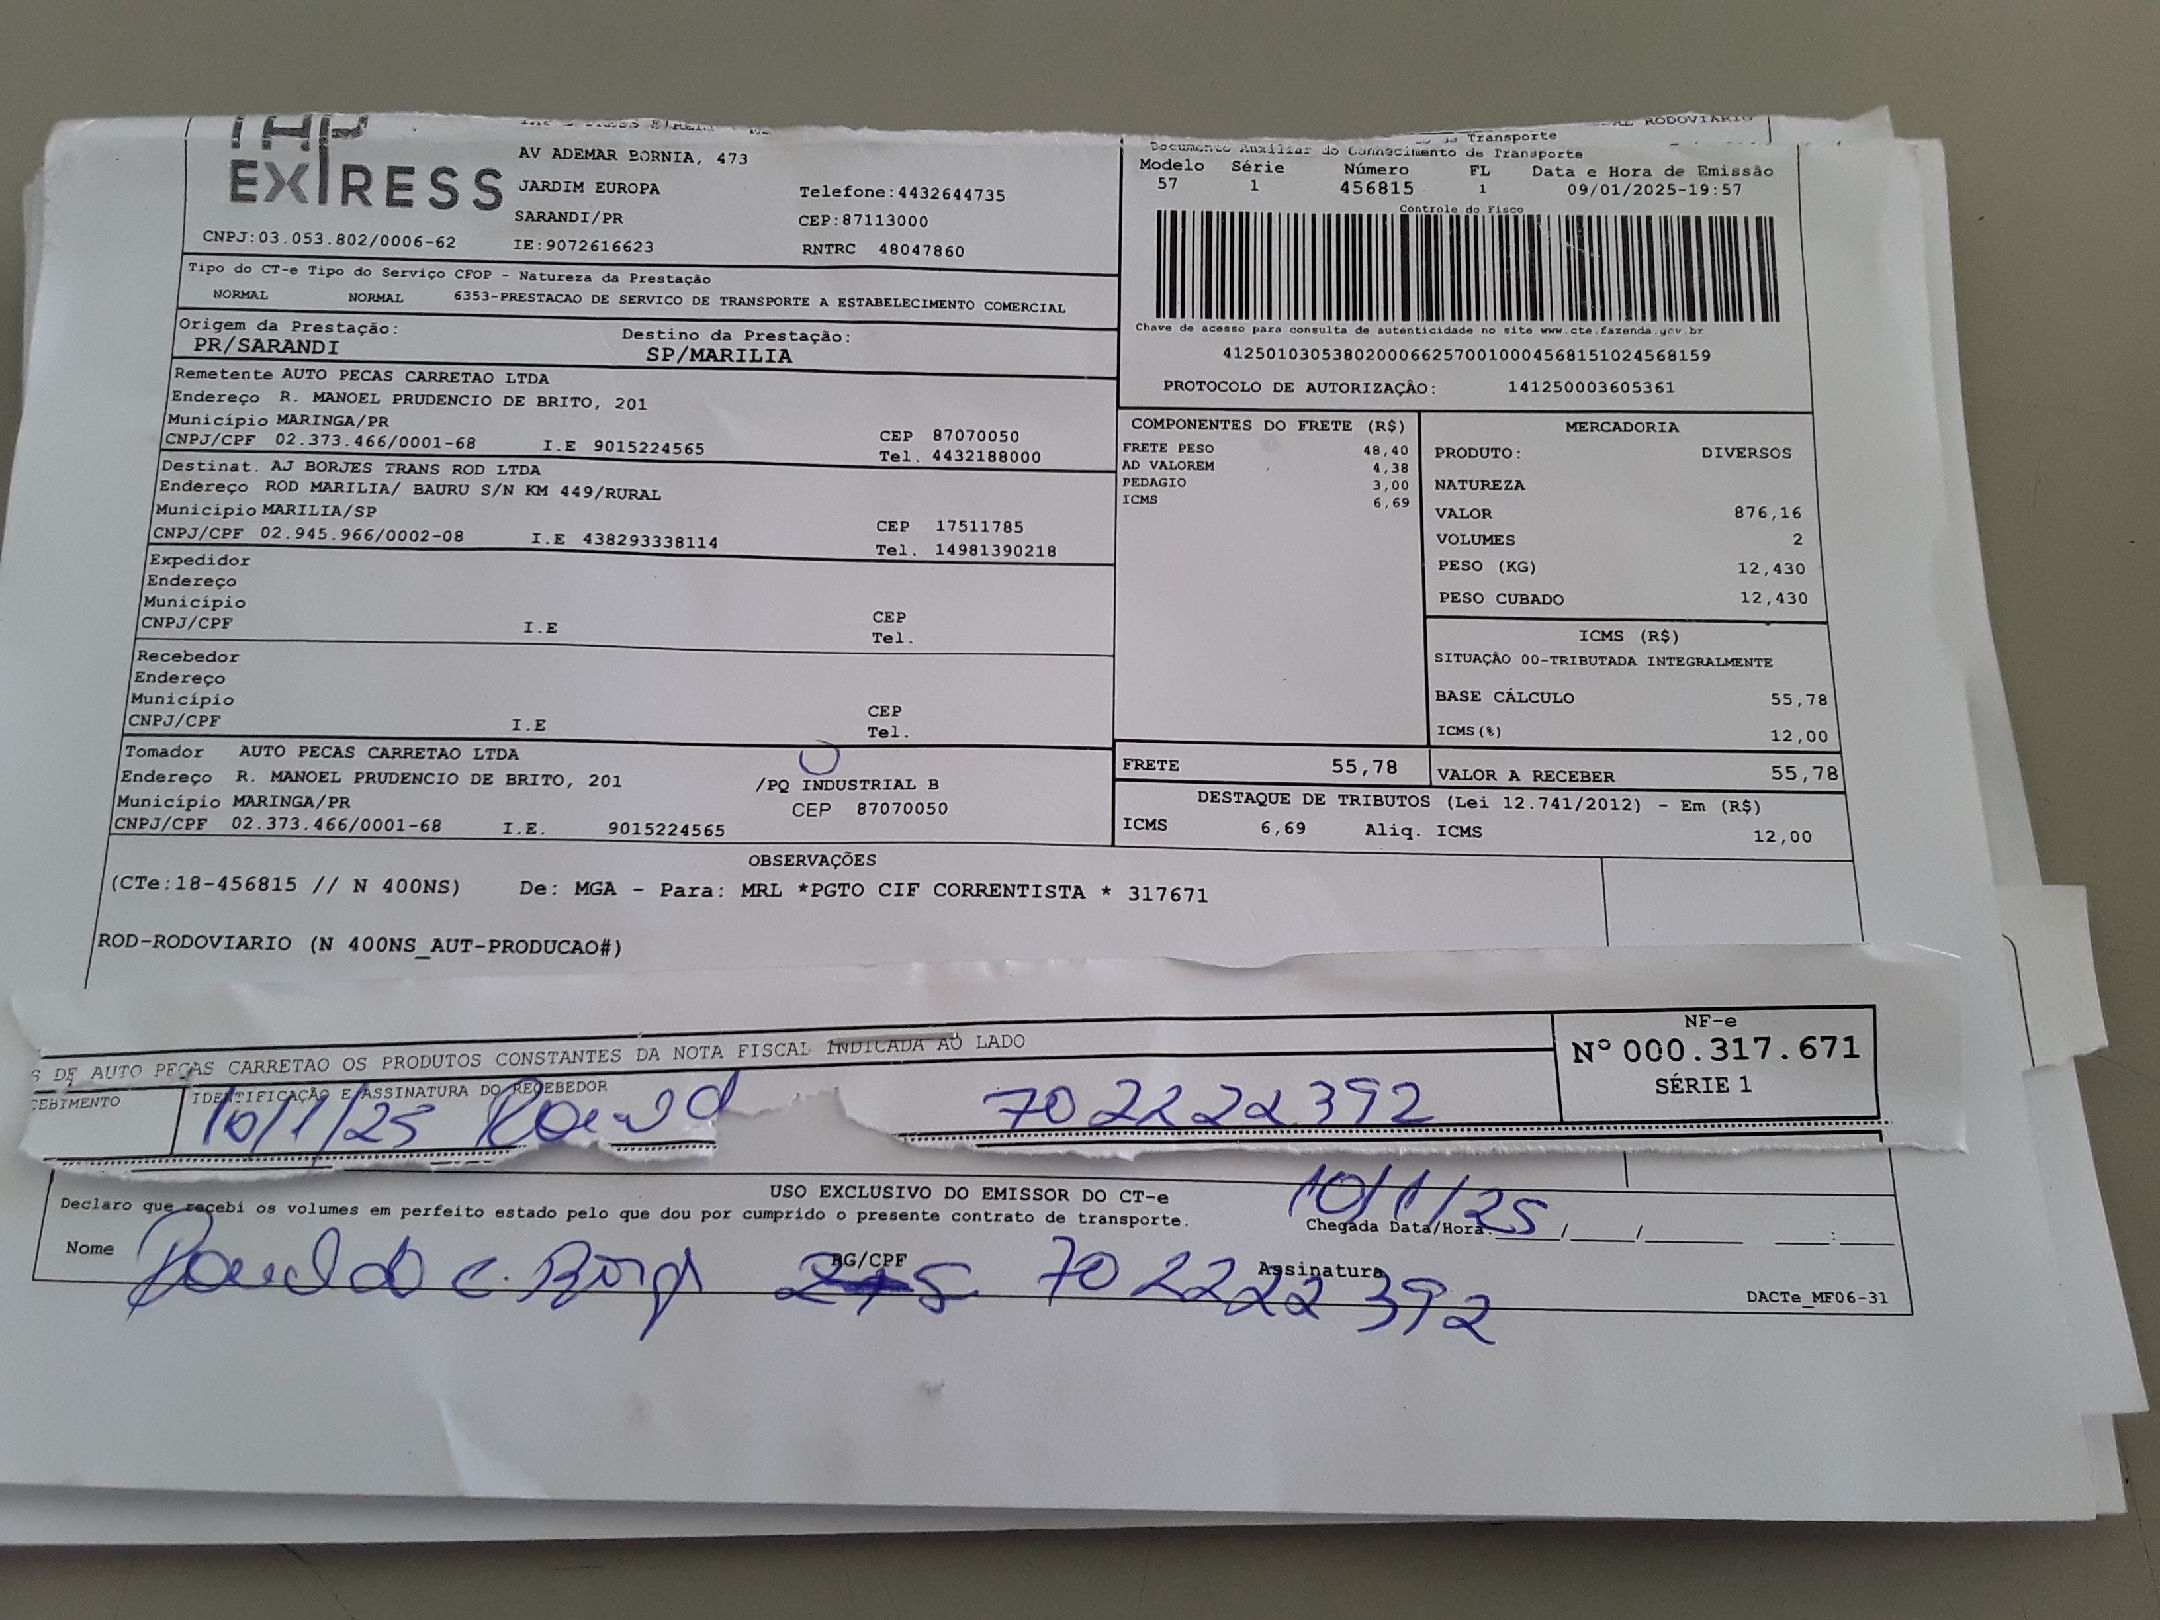 EXPRESS
AV ADEMAR BORNIA, 473
JARDIM EUROPA
Telefone:4432644735
SARANDI/PR
CEP:87113000
CNPJ:03.053.802/0006-62
IE:9072616623
RNTRC 48047860
Tipo do CT-e Tipo do Serviço CFOP - Natureza da Prestação
NORMAL NORMAL 6353-PRESTACAO DE SERVICO DE TRANSPORTE A ESTABELECIMENTO COMERCIAL
Origem da Prestação: Destino da Prestação:
PR/SARANDI SP/MARILIA
Remetente AUTO PECAS CARRETAO LTDA
Endereço R. MANOEL PRUDENCIO DE BRITO, 201
Município MARINGA/PR CEP 87070050
CNPJ/CPF 02.373.466/0001-68 I.E 9015224565 Tel. 4432188000
Destinat. AJ BORJES TRANS ROD LTDA
Endereço ROD MARILIA/ BAURU S/N KM 449/RURAL
Município MARILIA/SP CEP 17511785
CNPJ/CPF 02.945.966/0002-08 I.E 438293338114 Tel. 14981390218
Expedidor
Endereço
Município CEP
CNPJ/CPF I.E Tel.
Recebedor
Endereço
Município CEP
CNPJ/CPF I.E Tel.
Tomador AUTO PECAS CARRETAO LTDA
Endereço R. MANOEL PRUDENCIO DE BRITO, 201 /PQ INDUSTRIAL B
Município MARINGA/PR CEP 87070050
CNPJ/CPF 02.373.466/0001-68 I.E. 9015224565
RODOVIARIO
de Transporte
Documento Auxiliar do Conhecimento de Transporte
Modelo Série Número FL Data e Hora de Emissão
57 1 456815 1 09/01/2025-19:57
Controle do Fisco
Chave de acesso para consulta de autenticidade no site www.cte.fazenda.gov.br
41250103053802000662570010004568151024568159
PROTOCOLO DE AUTORIZAÇÃO: 141250003605361
COMPONENTES DO FRETE (R$)
FRETE PESO 48,40
AD VALOREM 4,38
PEDAGIO 3,00
ICMS 6,69
MERCADORIA
PRODUTO: DIVERSOS
NATUREZA
VALOR 876,16
VOLUMES 2
PESO (KG) 12,430
PESO CUBADO 12,430
ICMS (R$)
SITUAÇÃO 00-TRIBUTADA INTEGRALMENTE
BASE CÁLCULO 55,78
ICMS(%) 12,00
FRETE 55,78 VALOR A RECEBER 55,78
DESTAQUE DE TRIBUTOS (Lei 12.741/2012) - Em (R$)
ICMS 6,69 Aliq. ICMS 12,00
OBSERVAÇÕES
(CTe:18-456815 // N 400NS) De: MGA - Para: MRL *PGTO CIF CORRENTISTA * 317671
ROD-RODOVIARIO (N 400NS_AUT-PRODUCAO#)
S DE AUTO PEÇAS CARRETAO OS PRODUTOS CONSTANTES DA NOTA FISCAL INDICADA AO LADO
CEBIMENTO IDENTIFICAÇÃO E ASSINATURA DO RECEBEDOR
10/1/25 702222392
NF-e
Nº 000.317.671
SÉRIE 1
USO EXCLUSIVO DO EMISSOR DO CT-e
Declaro que recebi os volumes em perfeito estado pelo que dou por cumprido o presente contrato de transporte.
10/1/25
Chegada Data/Hora: / / :
Nome RG/CPF Assinatura
702222392
DACTe_MF06-31